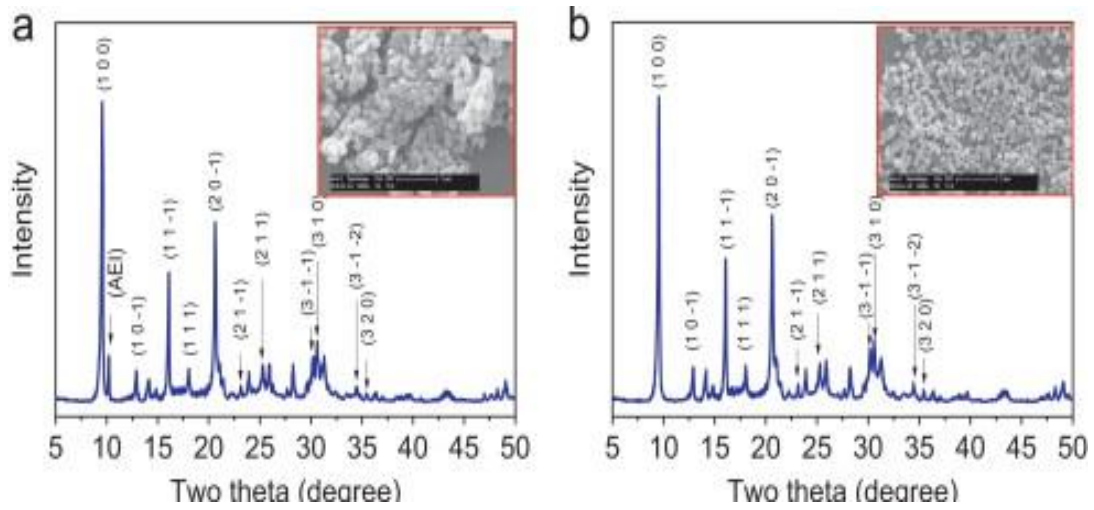 a
Intensity
(1 0 0)
(AEI)
(1 0 -1)
(1 1 -1)
(1 1 1)
(2 0 -1)
(2 1 -1)
(2 1 1)
(3 -1 -1)
(3 1 0)
(3 -1 -2)
(3 2 0)
5 10 15 20 25 30 35 40 45 50
Two theta (degree)
b
Intensity
(1 0 0)
(1 0 -1)
(1 1 -1)
(1 1 1)
(2 0 -1)
(2 1 -1)
(2 1 1)
(3 -1 -1)
(3 1 0)
(3 -1 -2)
(3 2 0)
5 10 15 20 25 30 35 40 45 50
Two theta (degree)